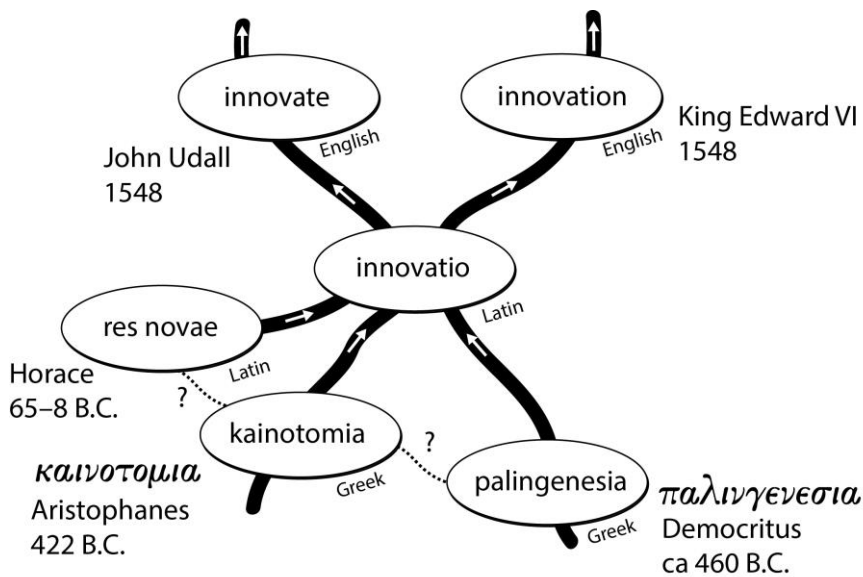 innovate
English
John Udall
1548
innovation
English
King Edward VI
1548
innovatio
Latin
res novae
Latin
Horace
65–8 B.C.
?
kainotomia
Greek
καινοτομια
Aristophanes
422 B.C.
?
palingenesia
Greek
παλινγενεσια
Democritus
ca 460 B.C.